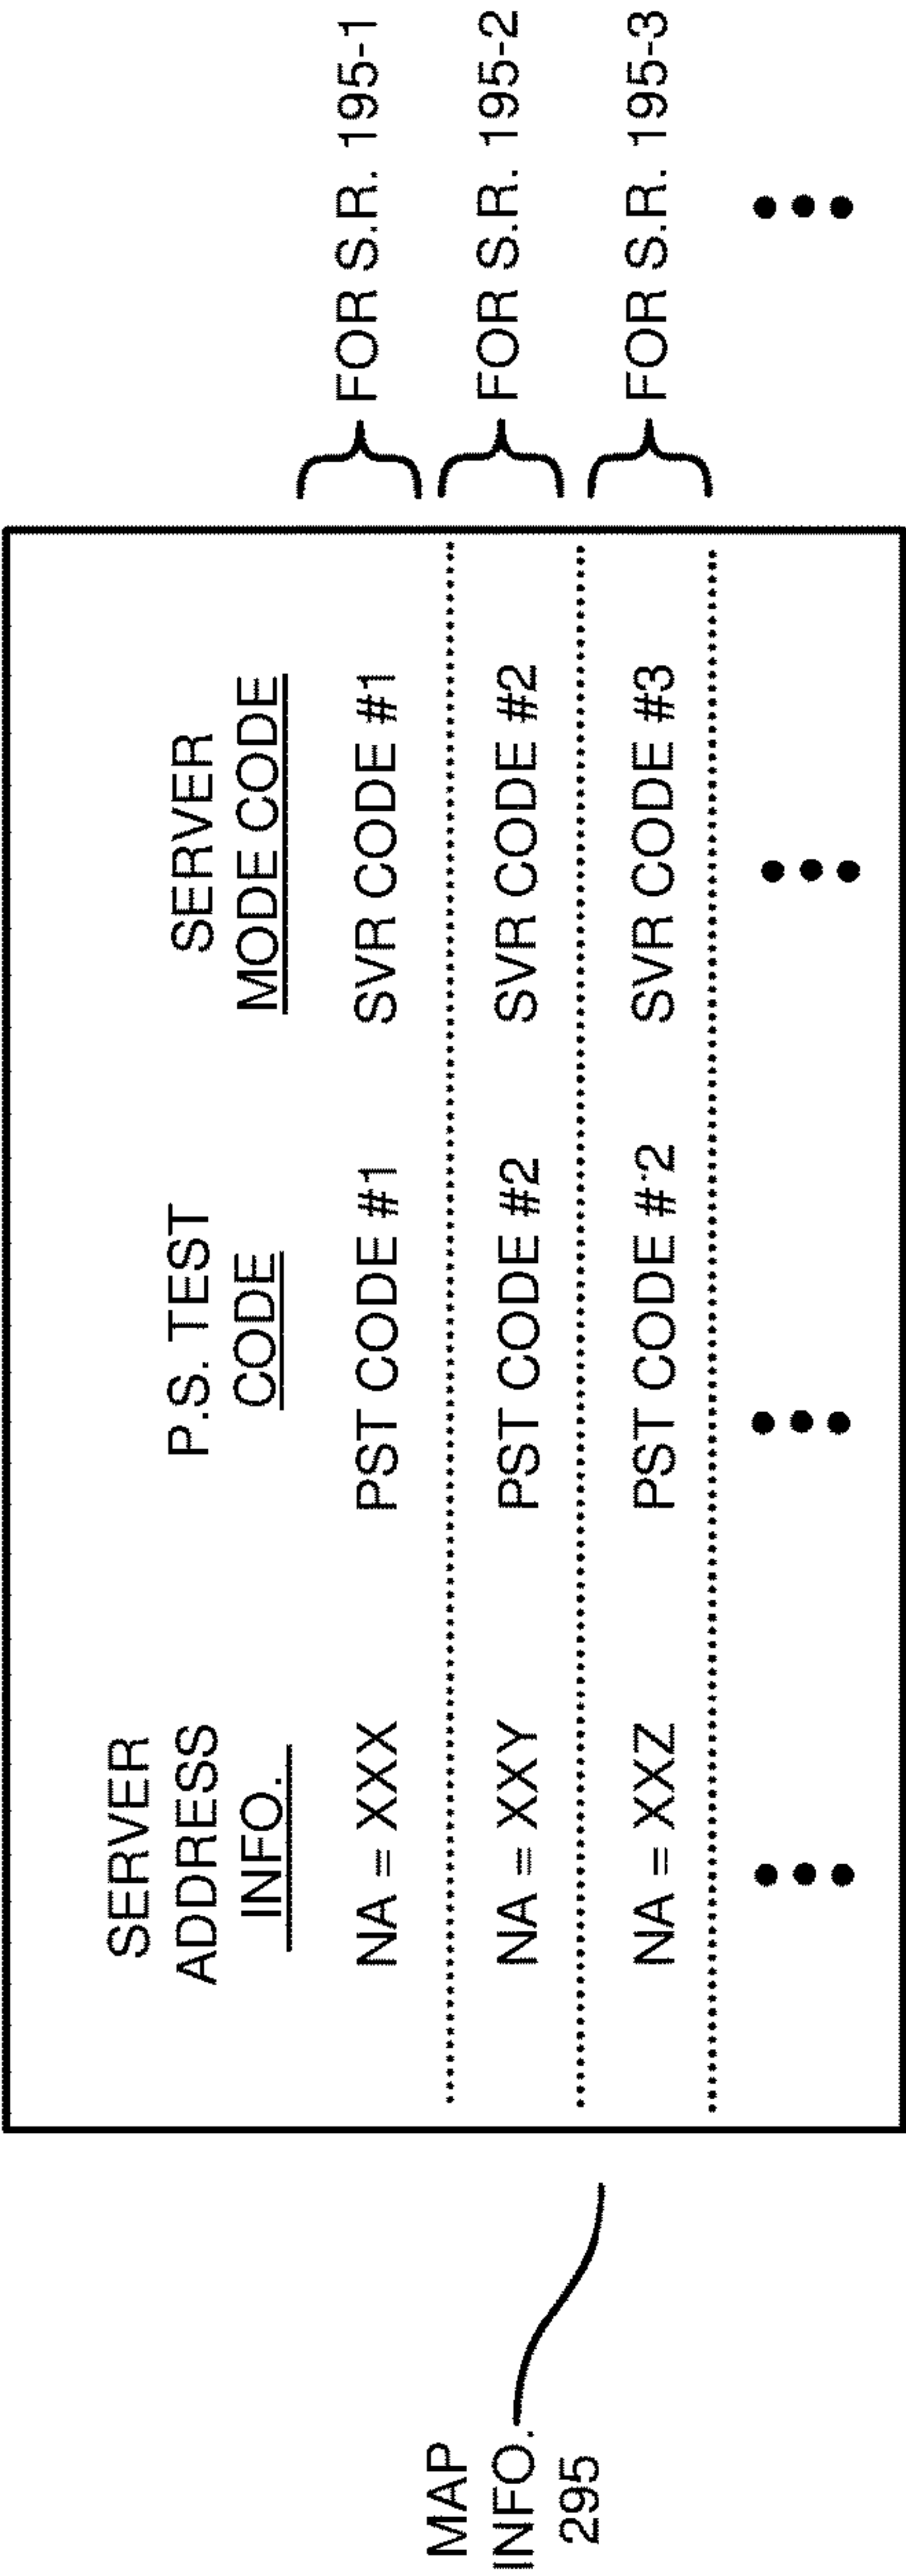 SERVER
ADDRESS
INFO.
P.S. TEST
CODE
SERVER
MODE CODE
NA = XXX PST CODE #1 SVR CODE #1 FOR S.R. 195-1
NA = XXY PST CODE #2 SVR CODE #2 FOR S.R. 195-2
NA = XXZ PST CODE #2 SVR CODE #3 FOR S.R. 195-3
MAP
INFO.
295